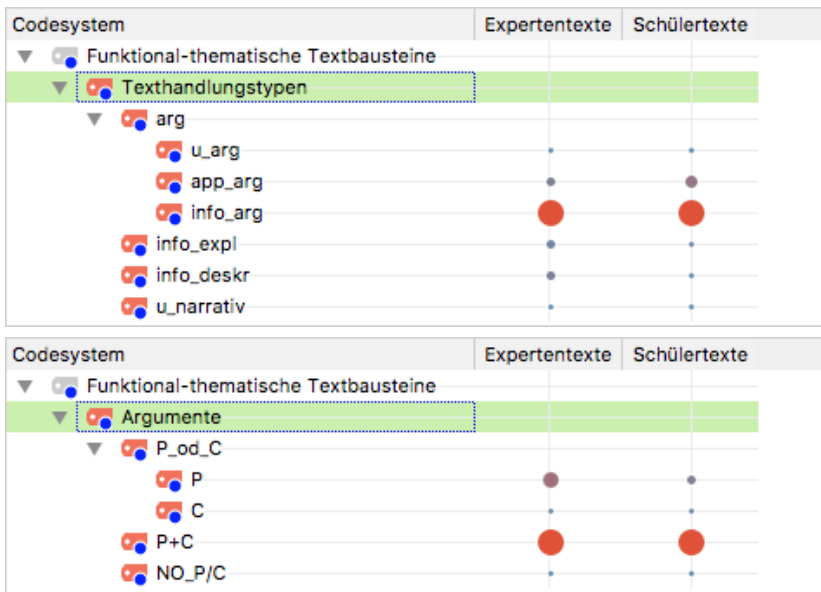 Codesystem Expertentexte Schülertexte
Funktional-thematische Textbausteine
Texthandlungstypen
arg
u_arg
app_arg
info_arg
info_expl
info_deskr
u_narrativ
Codesystem Expertentexte Schülertexte
Funktional-thematische Textbausteine
Argumente
P_od_C
P
C
P+C
NO_P/C